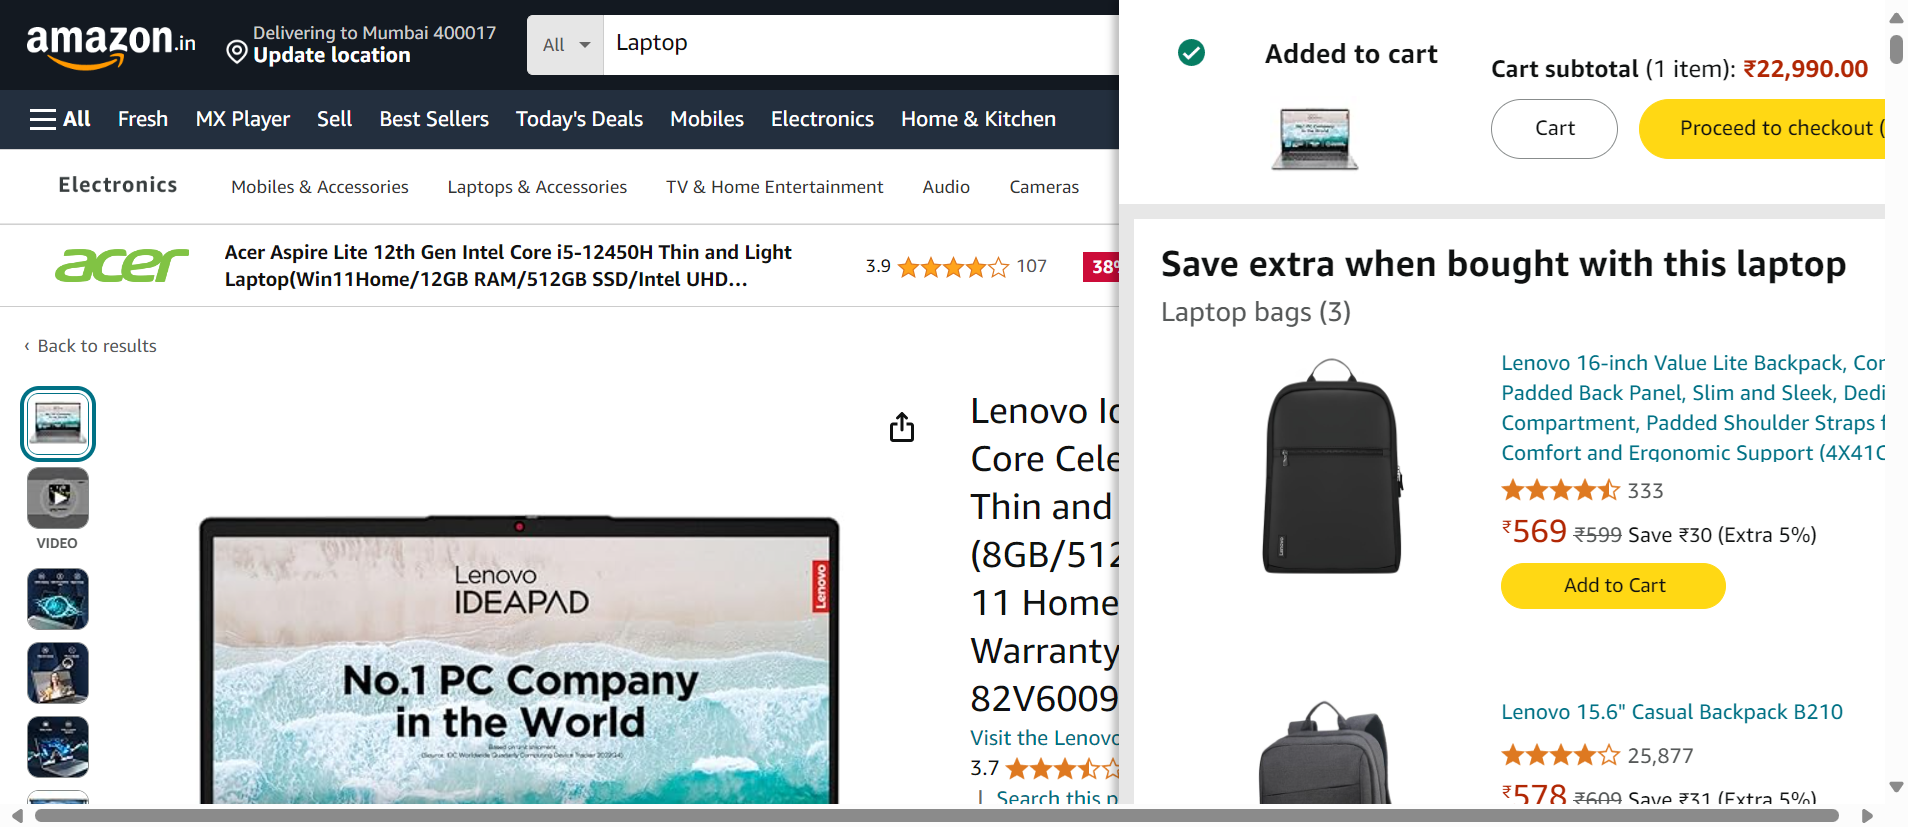 amazon.in
Delivering to Mumbai 400017
Update location
All
Laptop
All
Fresh
MX Player
Sell
Best Sellers
Today's Deals
Mobiles
Electronics
Home & Kitchen
Electronics
Mobiles & Accessories
Laptops & Accessories
TV & Home Entertainment
Audio
Cameras
acer
Acer Aspire Lite 12th Gen Intel Core i5-12450H Thin and Light
Laptop(Win11Home/12GB RAM/512GB SSD/Intel UHD...
3.9
107
38%
‹ Back to results
VIDEO
Lenovo
IDEAPAD
Lenovo
No.1 PC Company
in the World
Lenovo Id
Core Cele
Thin and
(8GB/512
11 Home
Warranty
82V6009
Visit the Lenovo
3.7
| Search this p
Added to cart
Cart subtotal (1 item): ₹22,990.00
Cart
Proceed to checkout (
Save extra when bought with this laptop
Laptop bags (3)
Lenovo 16-inch Value Lite Backpack, Con
Padded Back Panel, Slim and Sleek, Dedi
Compartment, Padded Shoulder Straps f
Comfort and Ergonomic Support (4X41C
333
₹569 ₹599 Save ₹30 (Extra 5%)
Add to Cart
Lenovo 15.6" Casual Backpack B210
25,877
₹578 ₹609 Save ₹31 (Extra 5%)